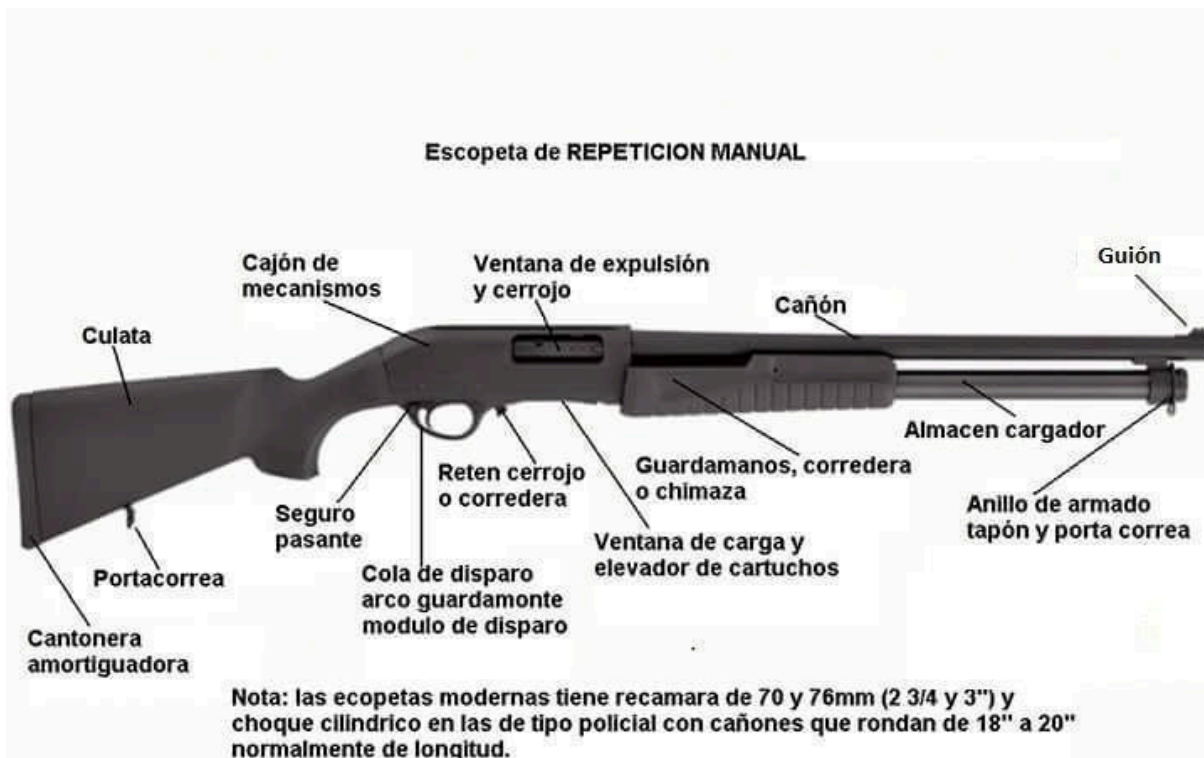 Escopeta de REPETICION MANUAL
Cajón de
mecanismos
Ventana de expulsión
y cerrojo
Guión
Cañón
Culata
Almacen cargador
Guardamanos, corredera
o chimaza
Reten cerrojo
o corredera
Anillo de armado
tapón y porta correa
Seguro
pasante
Ventana de carga y
elevador de cartuchos
Portacorrea
Cola de disparo
arco guardamonte
modulo de disparo
Cantonera
amortiguadora
Nota: las ecopetas modernas tiene recamara de 70 y 76mm (2 3/4 y 3") y
choque cilindrico en las de tipo policial con cañones que rondan de 18" a 20"
normalmente de longitud.